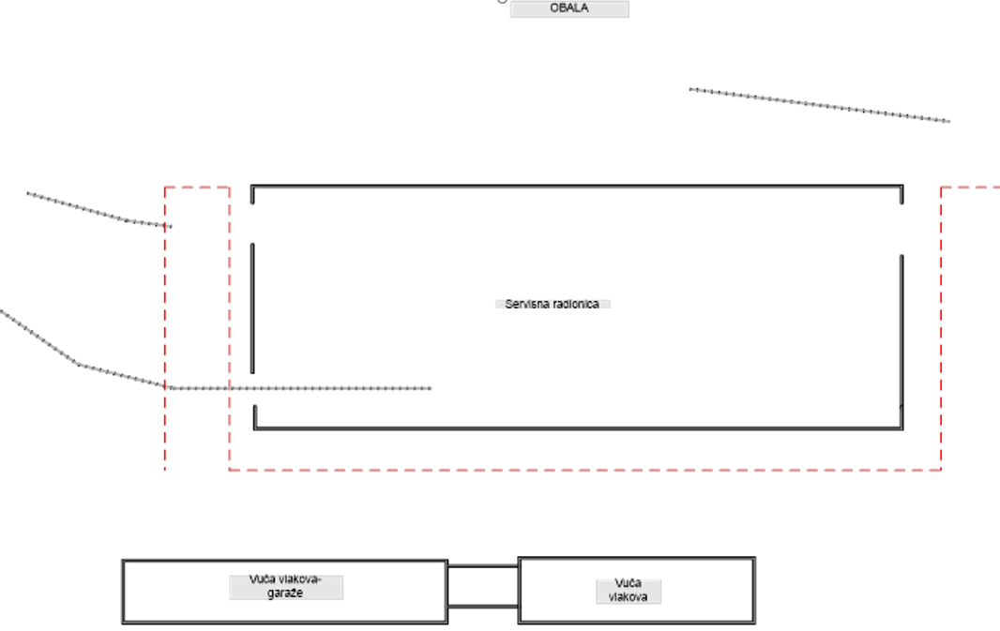 OBALA
Servisna radionica
Vuča vlakova-
garaže
Vuča
vlakova